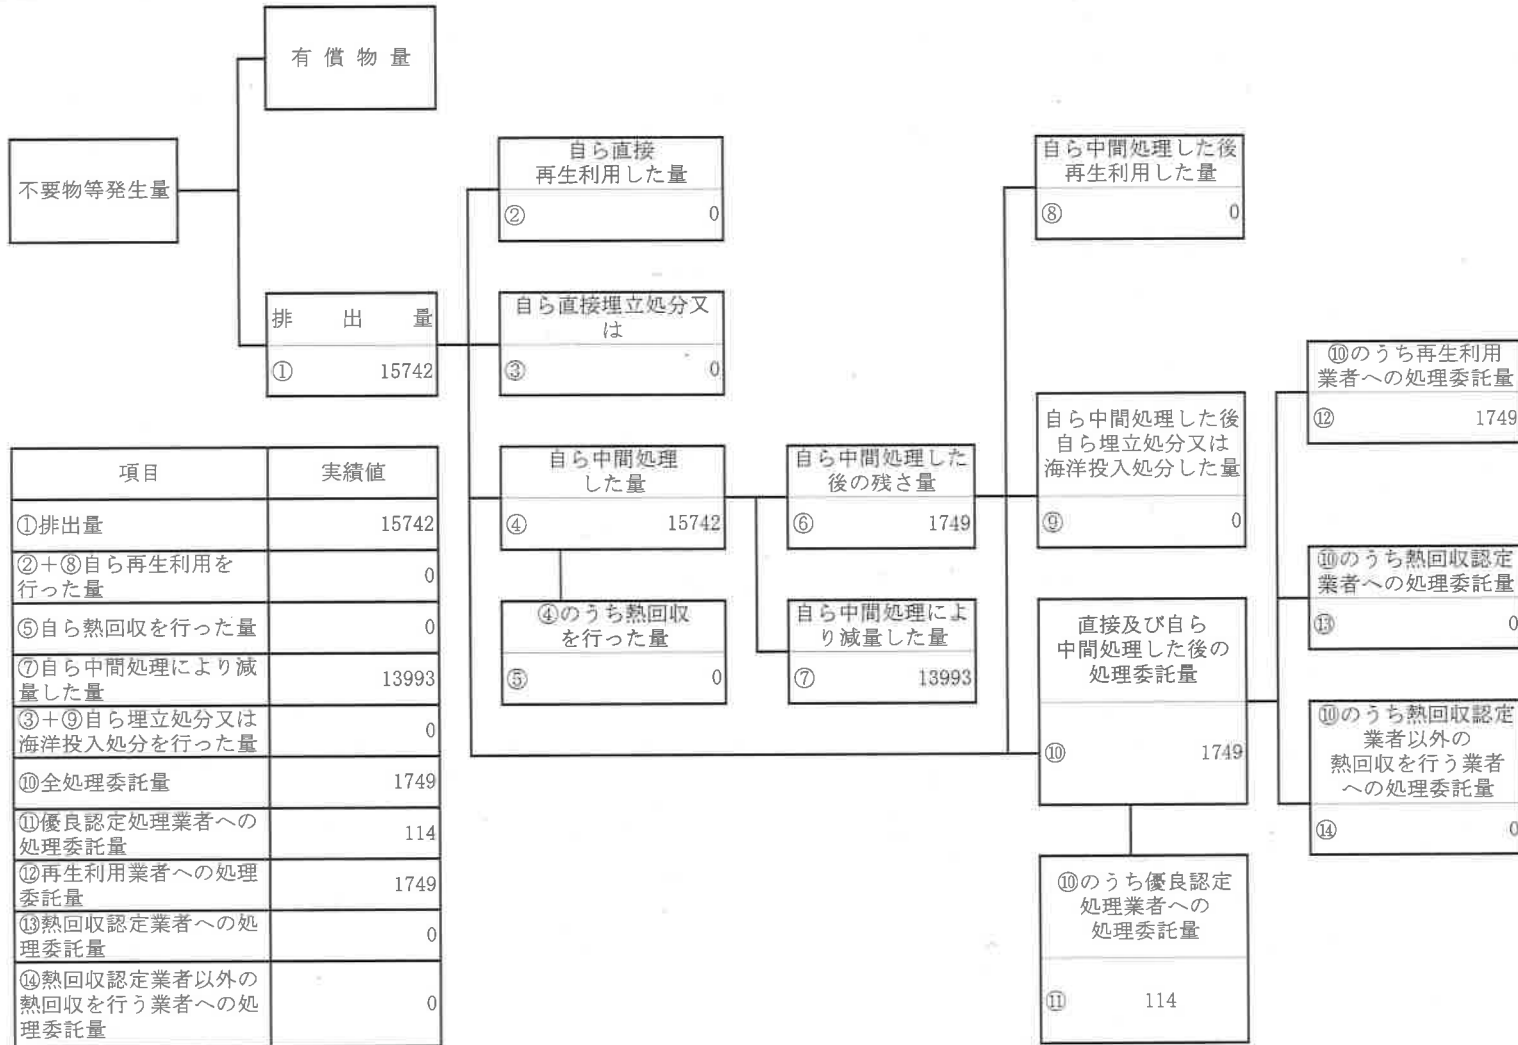 有償物量
不要物等発生量
排出量
① 15742
自ら直接
再生利用した量
② 0
自ら直接埋立処分又
は
③ 0
自ら中間処理
した量
④ 15742
④のうち熱回収
を行った量
⑤ 0
自ら中間処理した
後の残さ量
⑥ 1749
自ら中間処理によ
り減量した量
⑦ 13993
自ら中間処理した後
再生利用した量
⑧ 0
自ら中間処理した後
自ら埋立処分又は
海洋投入処分した量
⑨ 0
直接及び自ら
中間処理した後の
処理委託量
⑩ 1749
⑩のうち優良認定
処理業者への
処理委託量
⑪ 114
⑩のうち再生利用
業者への処理委託量
⑫ 1749
⑩のうち熱回収認定
業者への処理委託量
⑬ 0
⑩のうち熱回収認定
業者以外の
熱回収を行う業者
への処理委託量
⑭ 0
項目 実績値
①排出量 15742
②+⑧自ら再生利用を
行った量 0
⑤自ら熱回収を行った量 0
⑦自ら中間処理により減
量した量 13993
③+⑨自ら埋立処分又は
海洋投入処分を行った量 0
⑩全処理委託量 1749
⑪優良認定処理業者への
処理委託量 114
⑫再生利用業者への処理
委託量 1749
⑬熱回収認定業者への処
理委託量 0
⑭熱回収認定業者以外の
熱回収を行う業者への処
理委託量 0